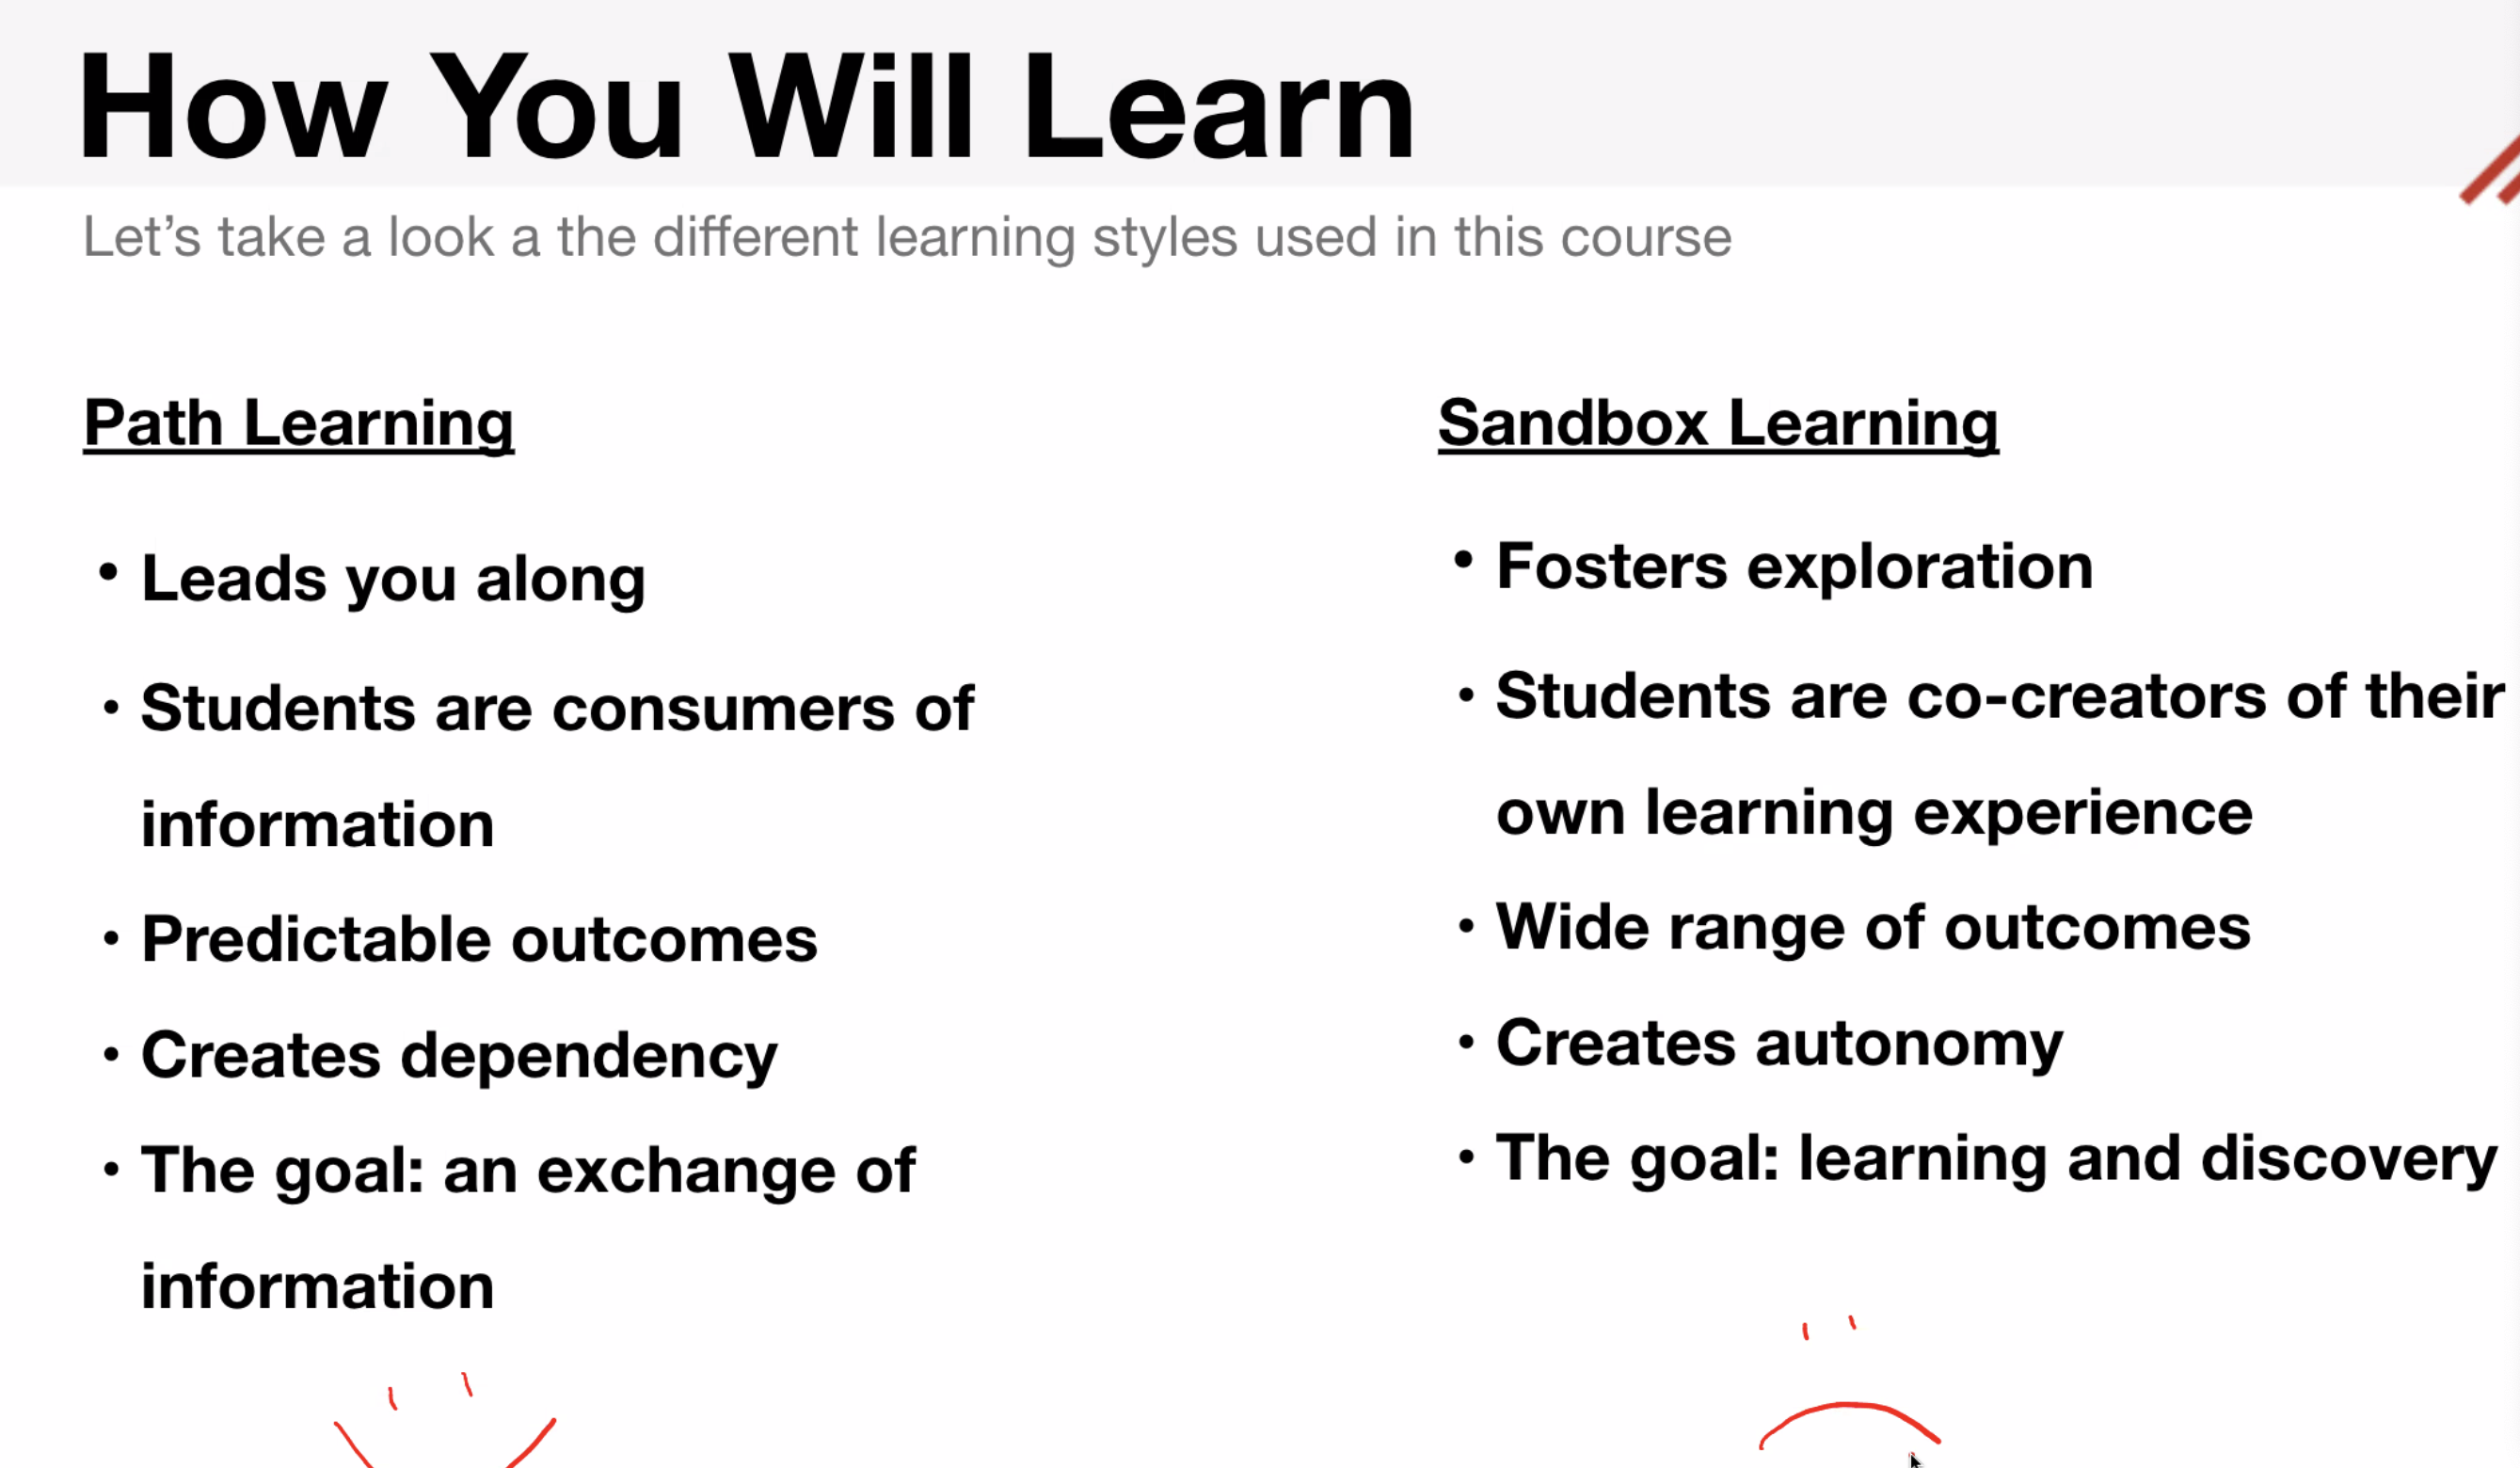 How You Will Learn
Let’s take a look a the different learning styles used in this course
Path Learning
• Leads you along
• Students are consumers of
information
• Predictable outcomes
• Creates dependency
• The goal: an exchange of
information
Sandbox Learning
• Fosters exploration
• Students are co-creators of their
own learning experience
• Wide range of outcomes
• Creates autonomy
• The goal: learning and discovery